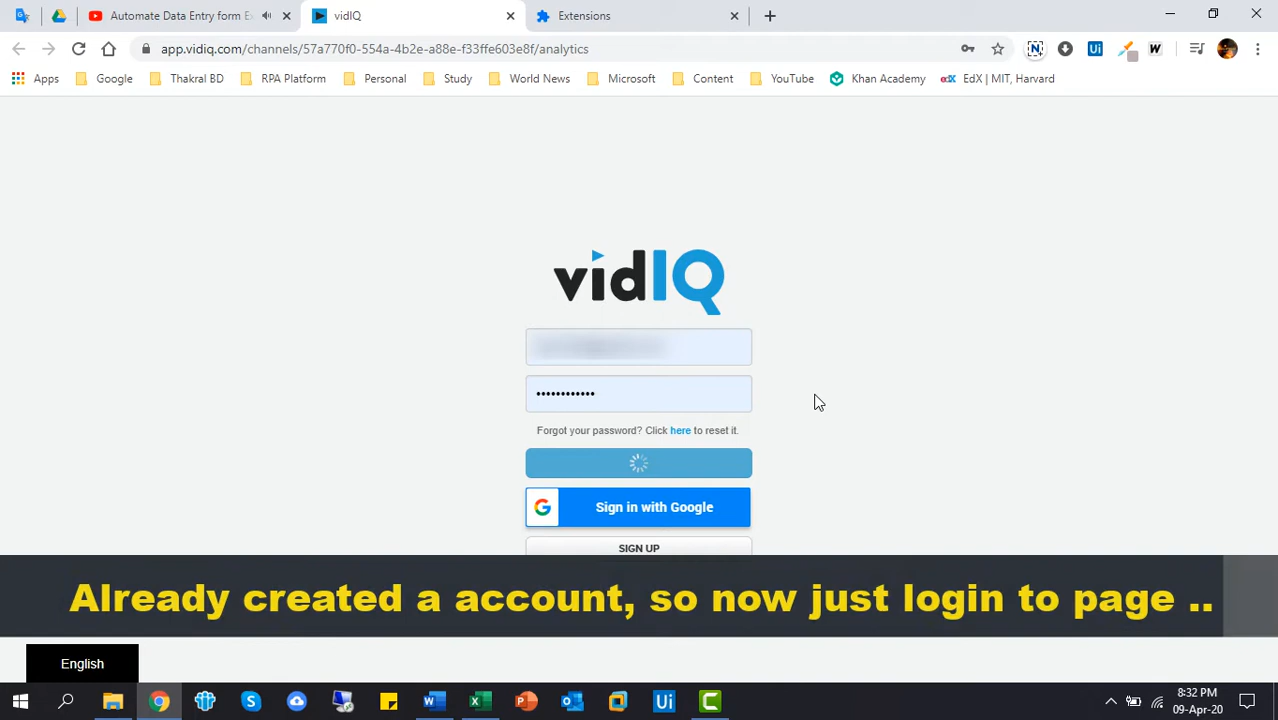 Automate Data Entry form E
vidIQ
Extensions
app.vidiq.com/channels/57a770f0-554a-4b2e-a88e-f33ffe603e8f/analytics
Apps
Google
Thakral BD
RPA Platform
Personal
Study
World News
Microsoft
Content
YouTube
Khan Academy
edX
EdX | MIT, Harvard
vidIQ
••••••••••••
Forgot your password? Click here to reset it.
Sign in with Google
SIGN UP
Already created a account, so now just login to page ..
English
8:32 PM
09-Apr-20